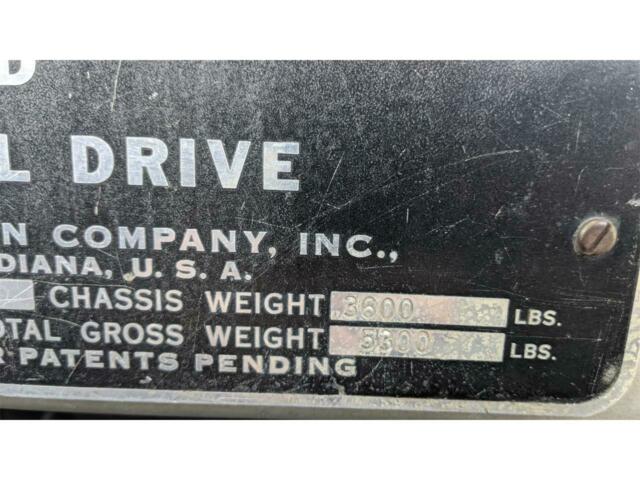 D
L DRIVE
N COMPANY, INC.,
DIANA, U. S. A.
CHASSIS WEIGHT 3600 LBS.
OTAL GROSS WEIGHT 5300 LBS.
R PATENTS PENDING